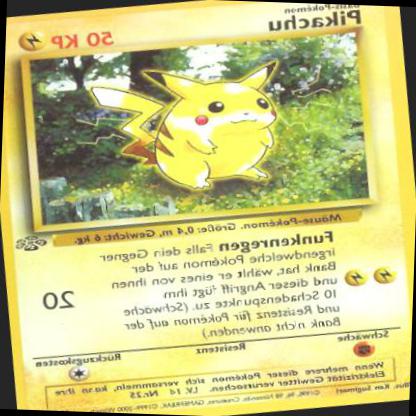 Basis-Pokémon
Pikachu
50 KP
Mäuse-Pokémon. Größe: 0,4 m. Gewicht: 6 kg.
Funkenregen Falls dein Gegner
irgendwelche Pokémon auf der
Bank hat, wählt er eines von ihnen
und dieser Angriff fügt ihm
10 Schadenspunkte zu. (Schwäche
und Resistenz für Pokémon auf der
Bank nicht anwenden.)
20
Schwäche
Resistenz
Rückzugskosten
Wenn mehrere dieser Pokémon sich versammeln, kann ihre
Elektrizität Gewitter verursachen. LV. 14 Nr. 25